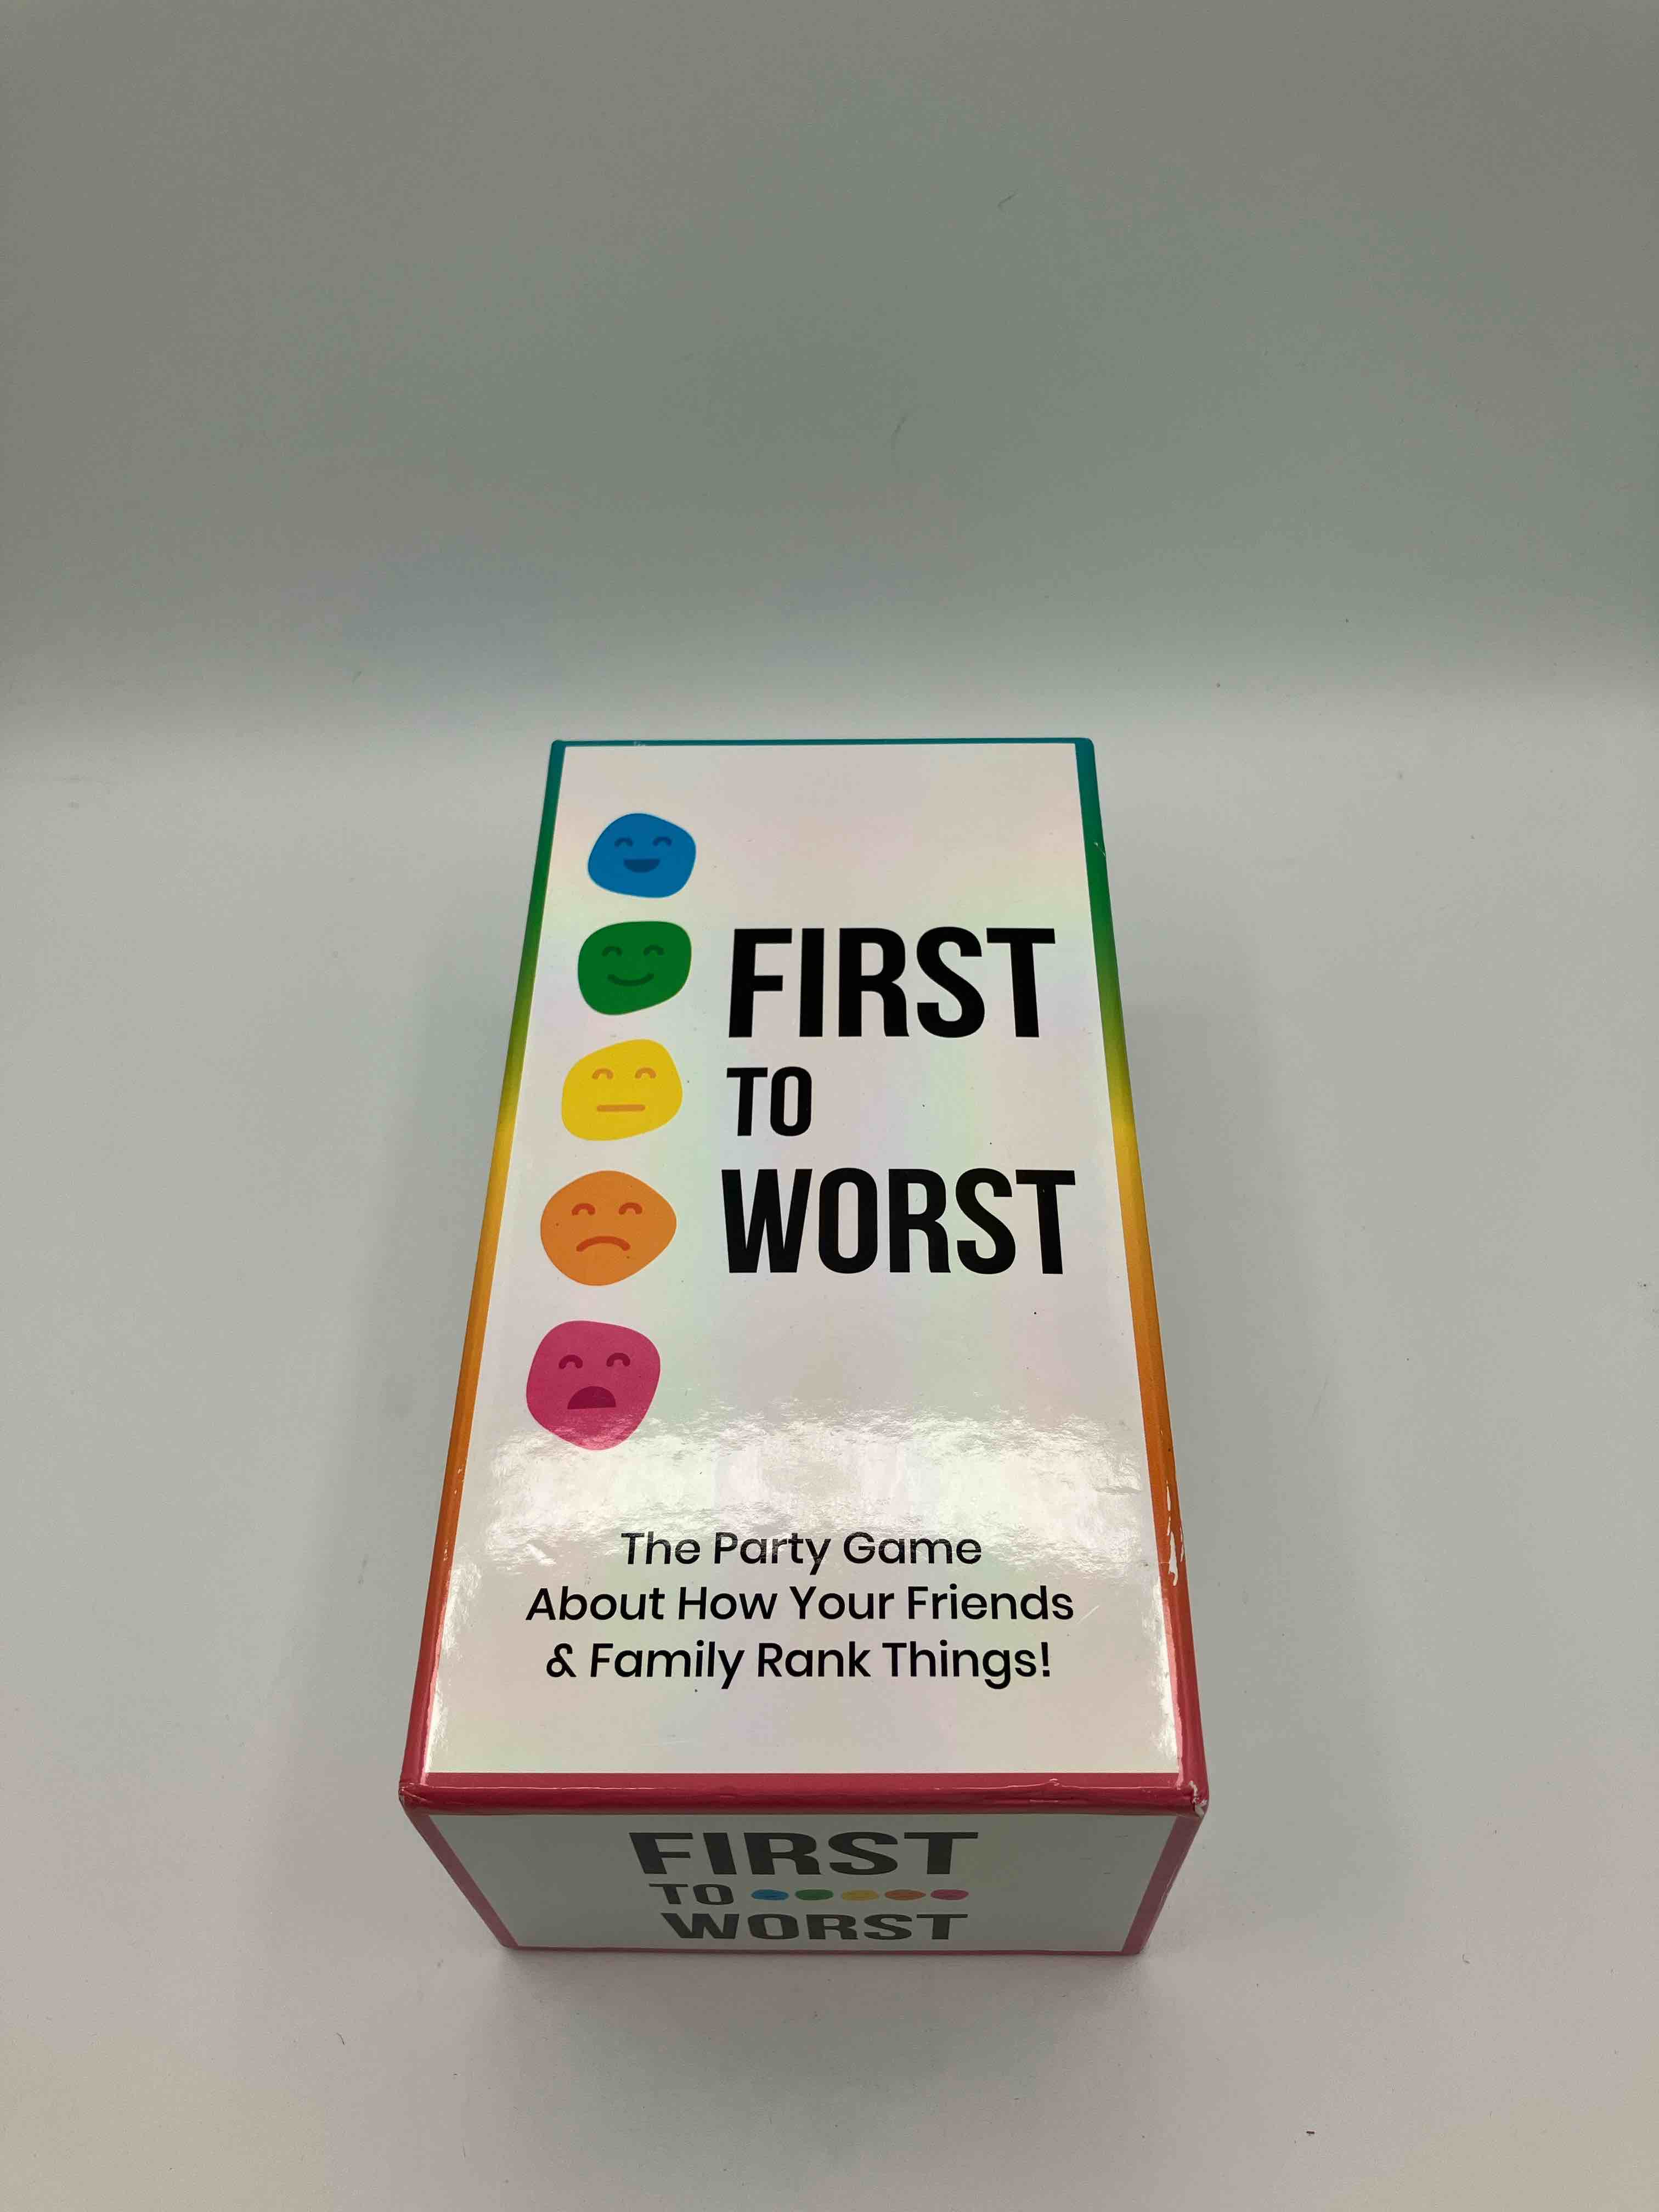 FIRST
TO
WORST
The Party Game
About How Your Friends
& Family Rank Things!
FIRST
TO
WORST